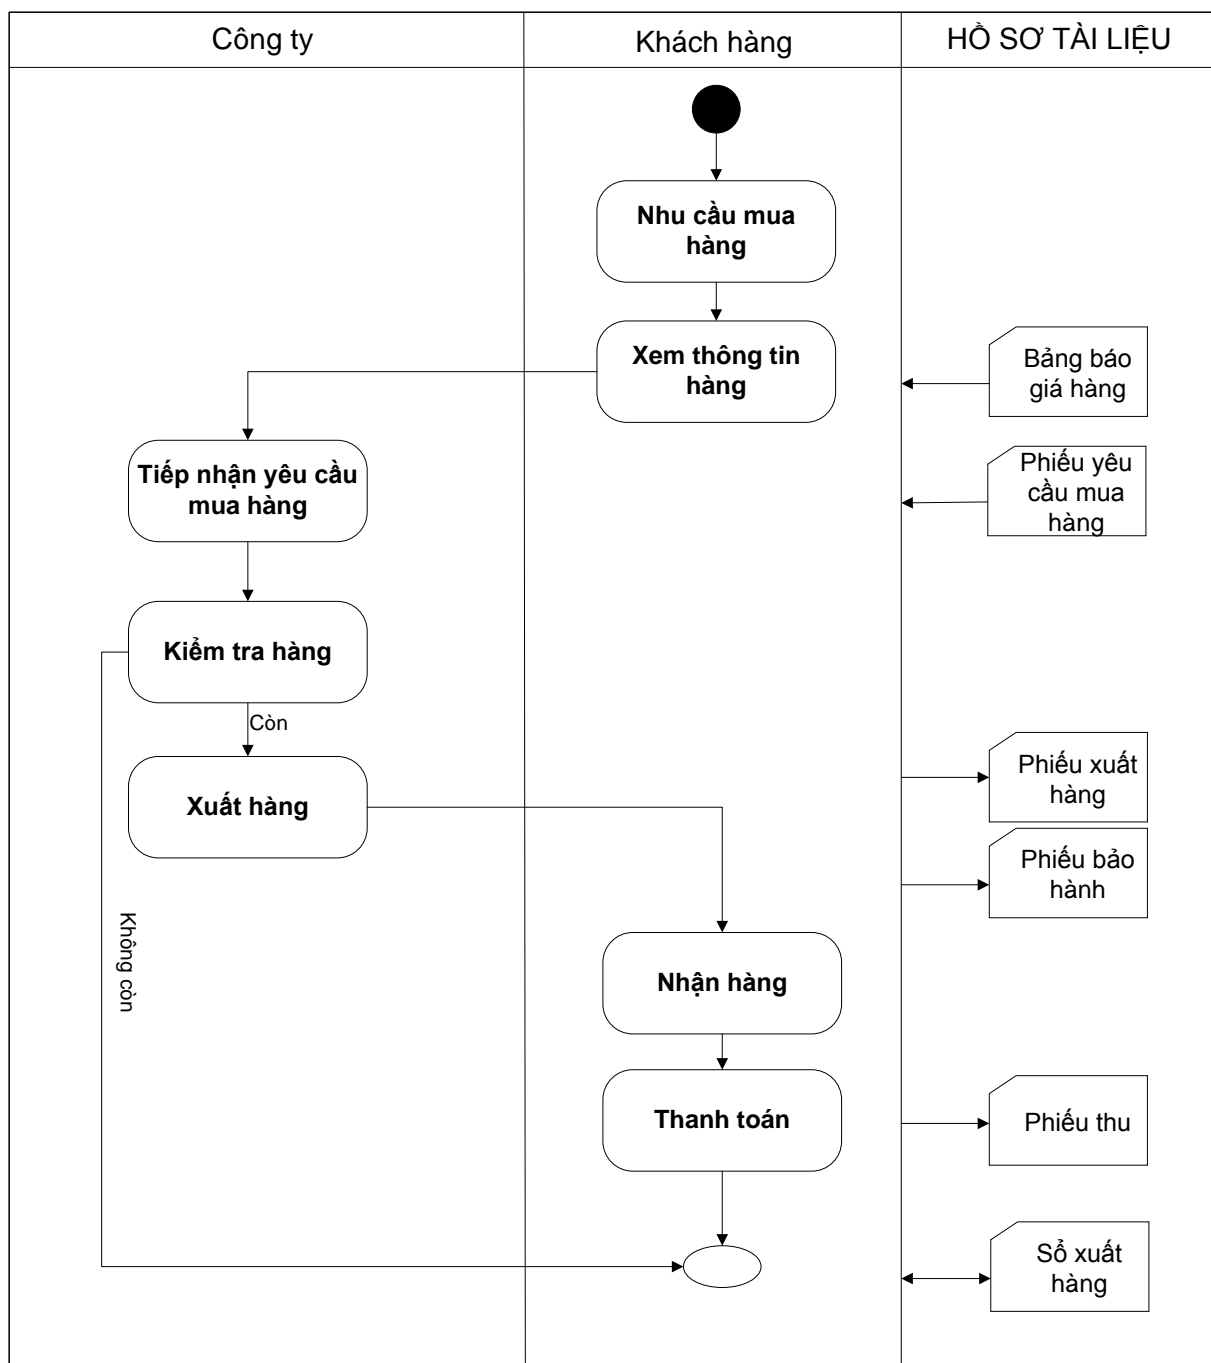 Công ty
Khách hàng
HỒ SƠ TÀI LIỆU
Nhu cầu mua
hàng
Xem thông tin
hàng
Bảng báo
giá hàng
Tiếp nhận yêu cầu
mua hàng
Phiếu yêu
cầu mua
hàng
Kiểm tra hàng
Còn
Xuất hàng
Phiếu xuất
hàng
Phiếu bảo
hành
Không còn
Nhận hàng
Thanh toán
Phiếu thu
Sổ xuất
hàng